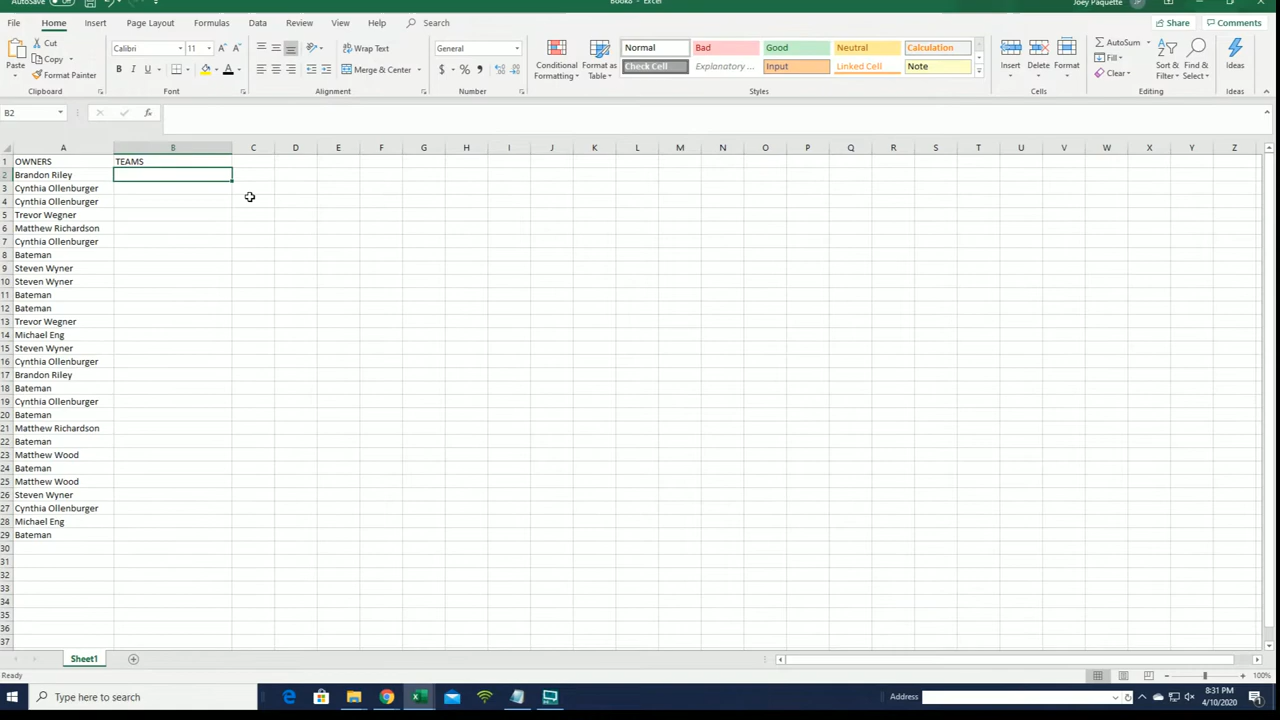 AutoSave
Book8 - Excel
Joey Paquette
JP
File Home Insert Page Layout Formulas Data Review View Help Search
Share Comments
Paste
Cut
Copy
Format Painter
Calibri 11
B I U
Wrap Text
Merge & Center
General
$ % ,
Conditional Formatting
Format as Table
Normal Bad Good Neutral Calculation
Check Cell Explanatory ... Input Linked Cell Note
Insert Delete Format
AutoSum
Fill
Clear
Sort & Filter
Find & Select
Ideas
Clipboard Font Alignment Number Styles Cells Editing Ideas
B2 fx
A B C D E F G H I J K L M N O P Q R S T U V W X Y Z
1 OWNERS TEAMS
2 Brandon Riley
3 Cynthia Ollenburger
4 Cynthia Ollenburger
5 Trevor Wegner
6 Matthew Richardson
7 Cynthia Ollenburger
8 Bateman
9 Steven Wyner
10 Steven Wyner
11 Bateman
12 Bateman
13 Trevor Wegner
14 Michael Eng
15 Steven Wyner
16 Cynthia Ollenburger
17 Brandon Riley
18 Bateman
19 Cynthia Ollenburger
20 Bateman
21 Matthew Richardson
22 Bateman
23 Matthew Wood
24 Bateman
25 Matthew Wood
26 Steven Wyner
27 Cynthia Ollenburger
28 Michael Eng
29 Bateman
30
31
32
33
34
35
36
37
Sheet1
Ready
100%
Type here to search
Address
8:31 PM
4/10/2020